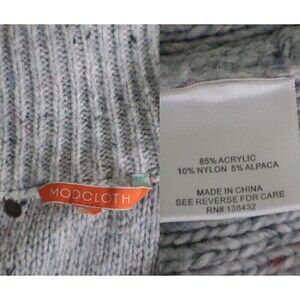 MODCLOTH
85% ACRYLIC
10% NYLON 5% ALPACA
MADE IN CHINA
SEE REVERSE FOR CARE
RN# 138432